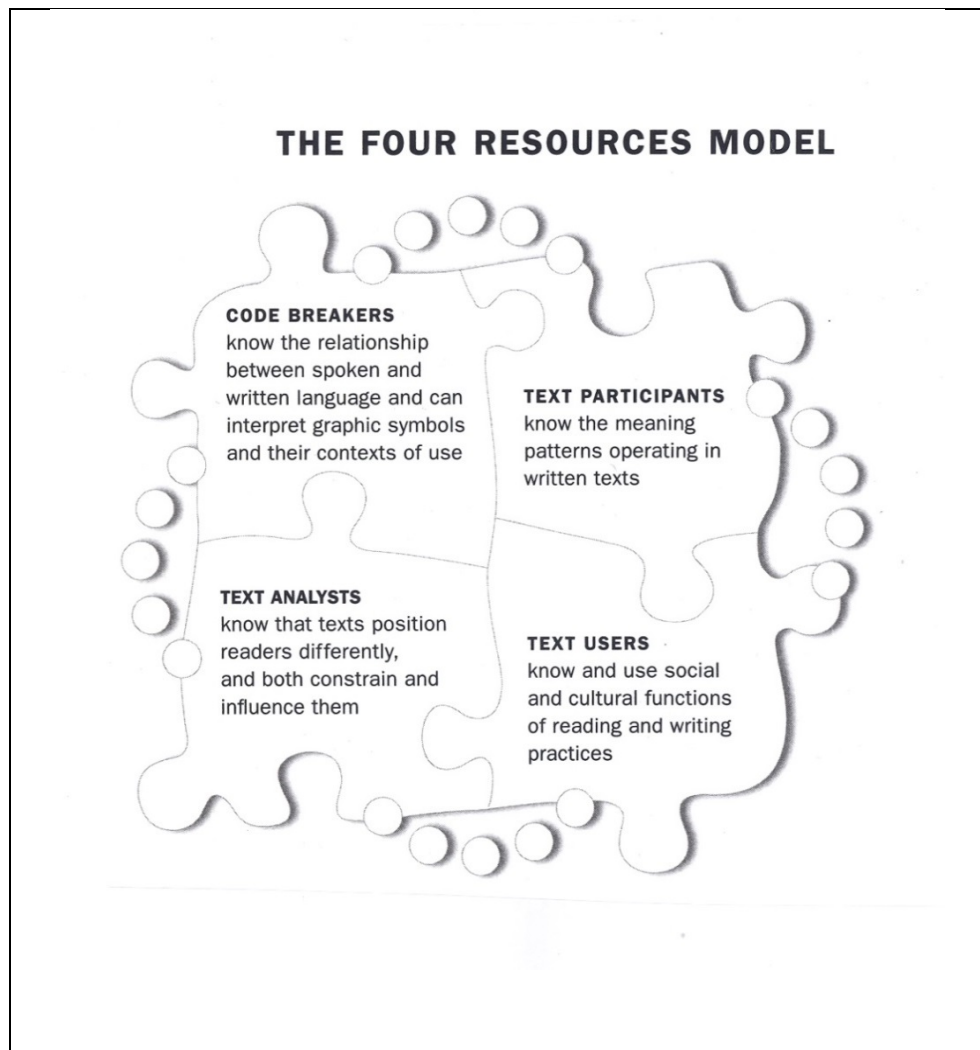 THE FOUR RESOURCES MODEL
CODE BREAKERS
know the relationship
between spoken and
written language and can
interpret graphic symbols
and their contexts of use
TEXT PARTICIPANTS
know the meaning
patterns operating in
written texts
TEXT ANALYSTS
know that texts position
readers differently,
and both constrain and
influence them
TEXT USERS
know and use social
and cultural functions
of reading and writing
practices